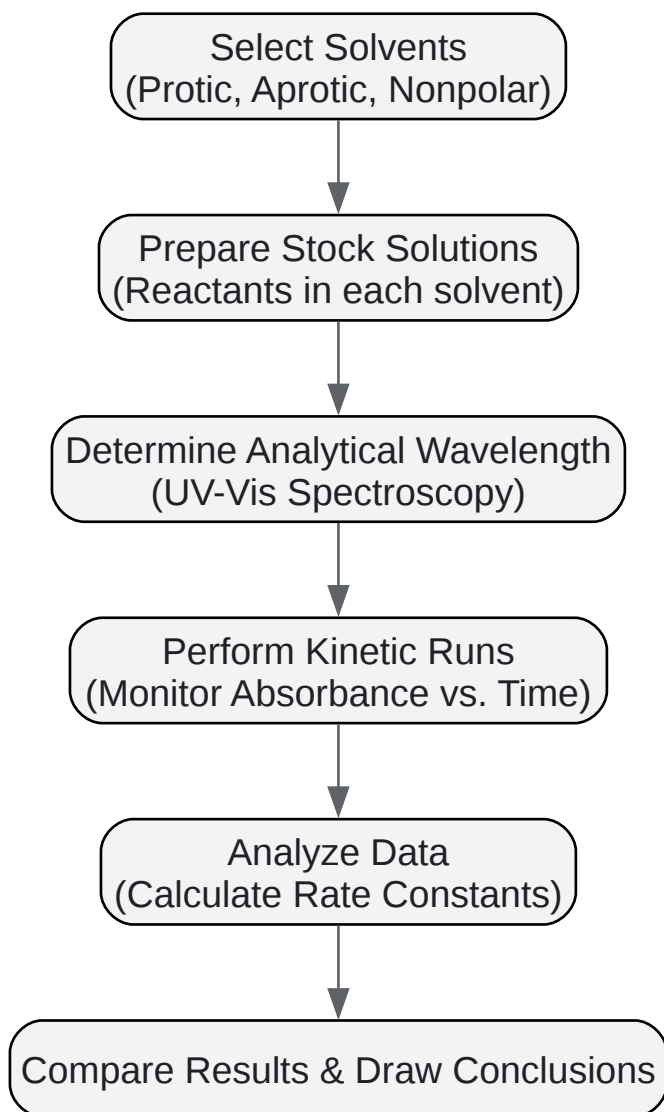 Select Solvents
(Protic, Aprotic, Nonpolar)
Prepare Stock Solutions
(Reactants in each solvent)
Determine Analytical Wavelength
(UV-Vis Spectroscopy)
Perform Kinetic Runs
(Monitor Absorbance vs. Time)
Analyze Data
(Calculate Rate Constants)
Compare Results & Draw Conclusions